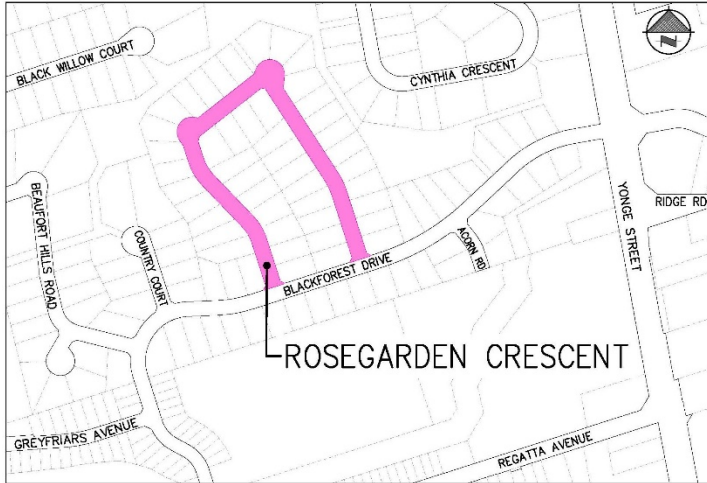 BLACK WILLOW COURT
CYNTHIA CRESCENT
N
BEAUFORT HILLS ROAD
COUNTRY COURT
YONGE STREET
RIDGE RD
ACORN RD
BLACKFOREST DRIVE
ROSEGARDEN CRESCENT
GREYFRIARS AVENUE
REGATTA AVENUE